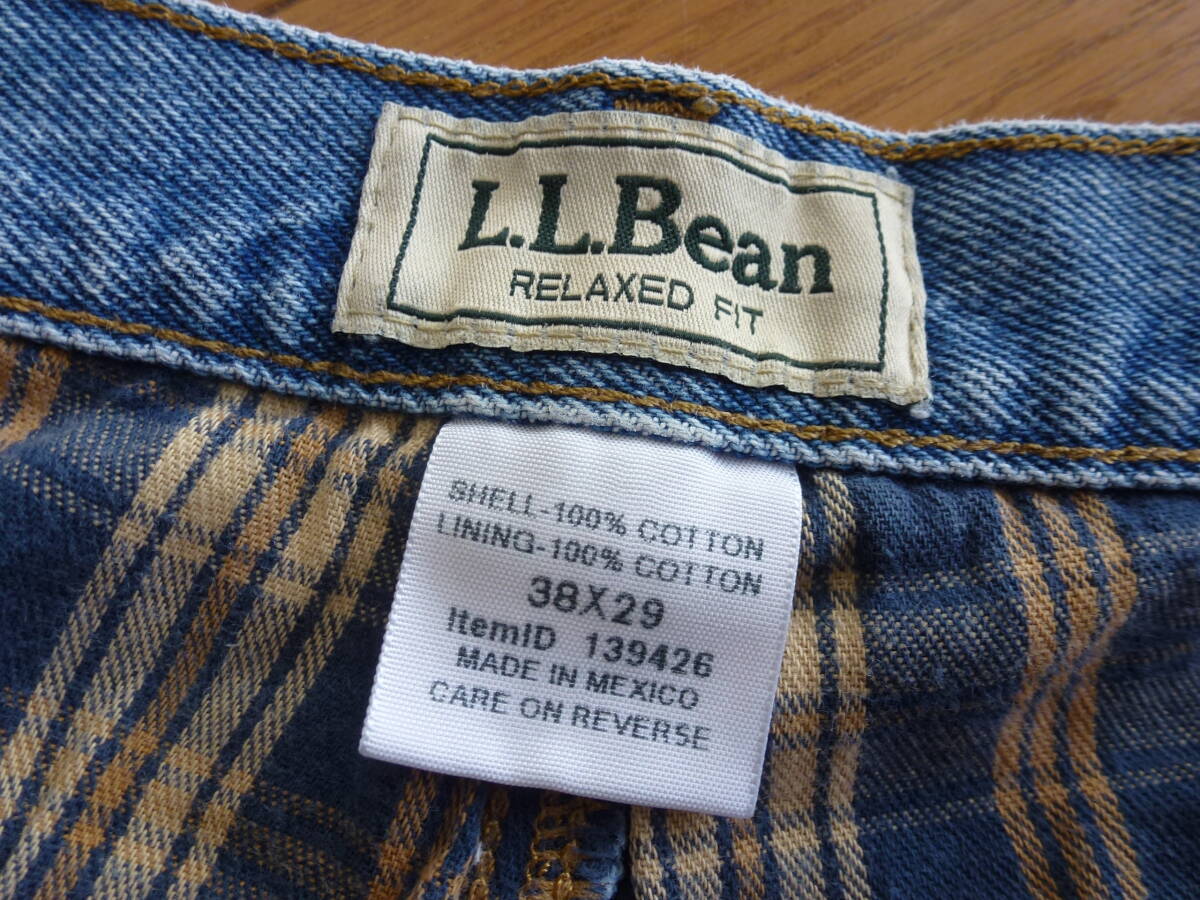 L.L.Bean
RELAXED FIT
SHELL-100% COTTON
LINING-100% COTTON
38X29
ItemID 139426
MADE IN MEXICO
CARE ON REVERSE